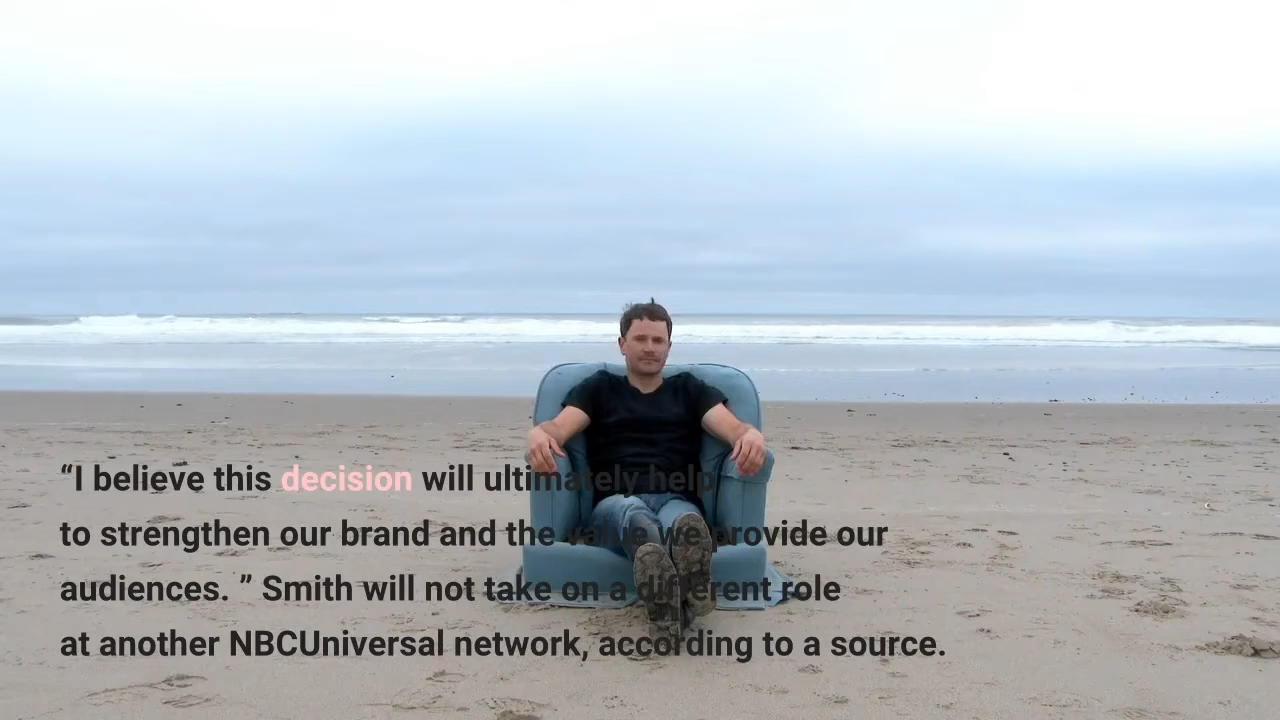 “I believe this decision will ultimately help
to strengthen our brand and the value we provide our
audiences. ” Smith will not take on a different role
at another NBCUniversal network, according to a source.